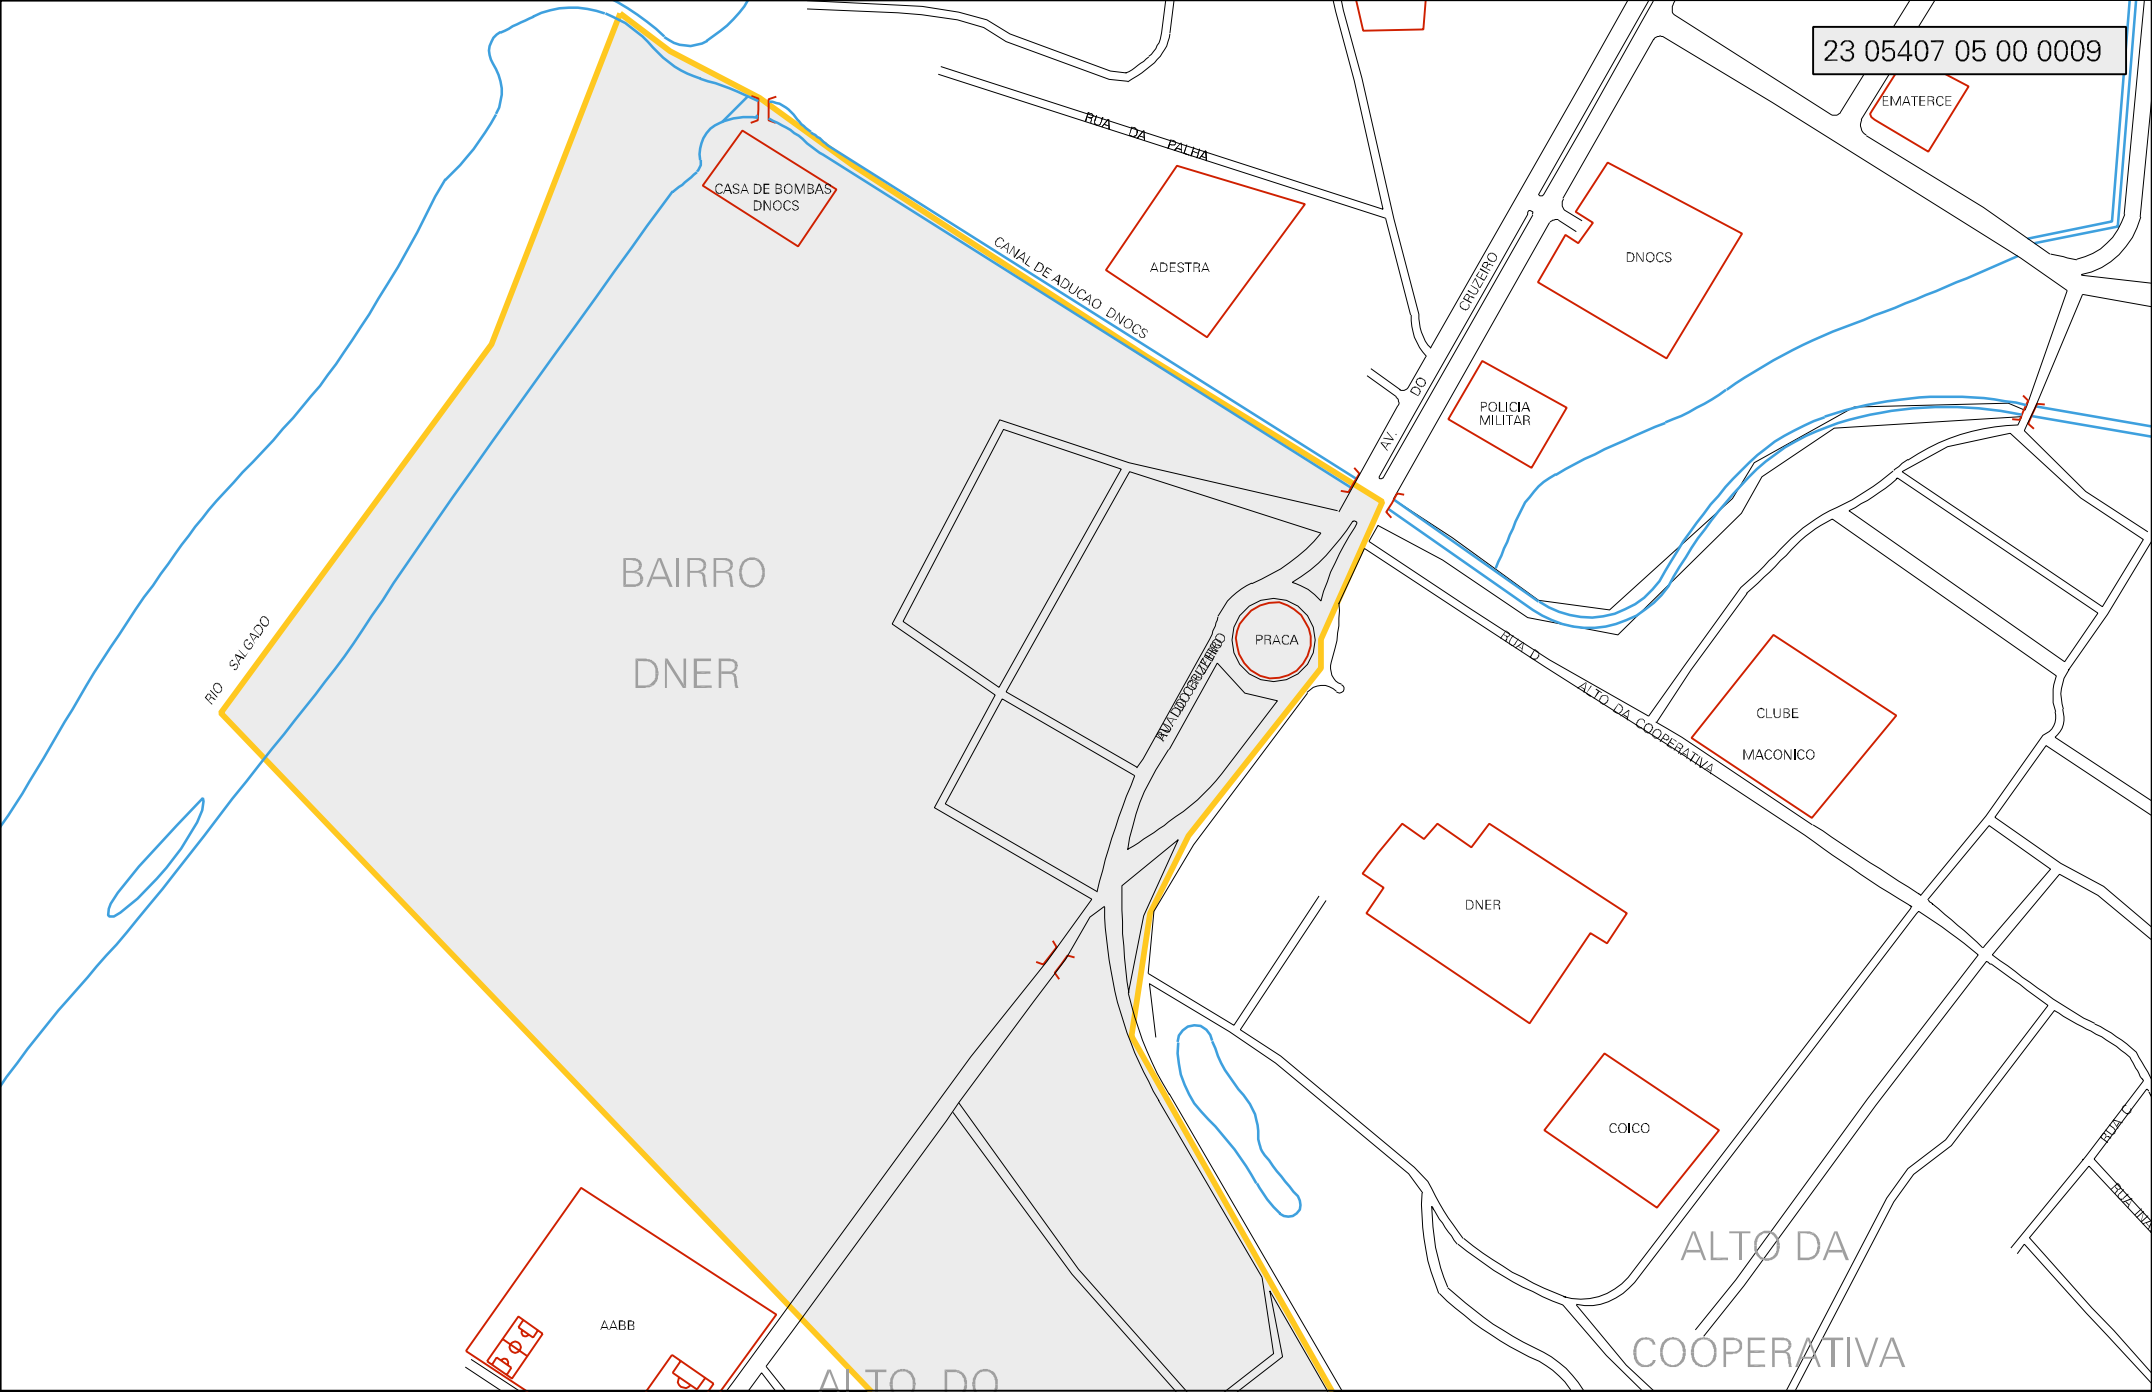 23 05407 05 00 0009
EMATERCE
RUA DA PALHA
CASA DE BOMBAS
DNOCS
CANAL DE ADUCAO DNOCS
ADESTRA
AV. DO CRUZEIRO
DNOCS
POLICIA
MILITAR
BAIRRO
DNER
RIO SALGADO
PRACA
RUA D
ALTO DA COOPERATIVA
CLUBE
MACONICO
DNER
COICO
RUA C
ALTO DA
COOPERATIVA
AABB
ALTO DO